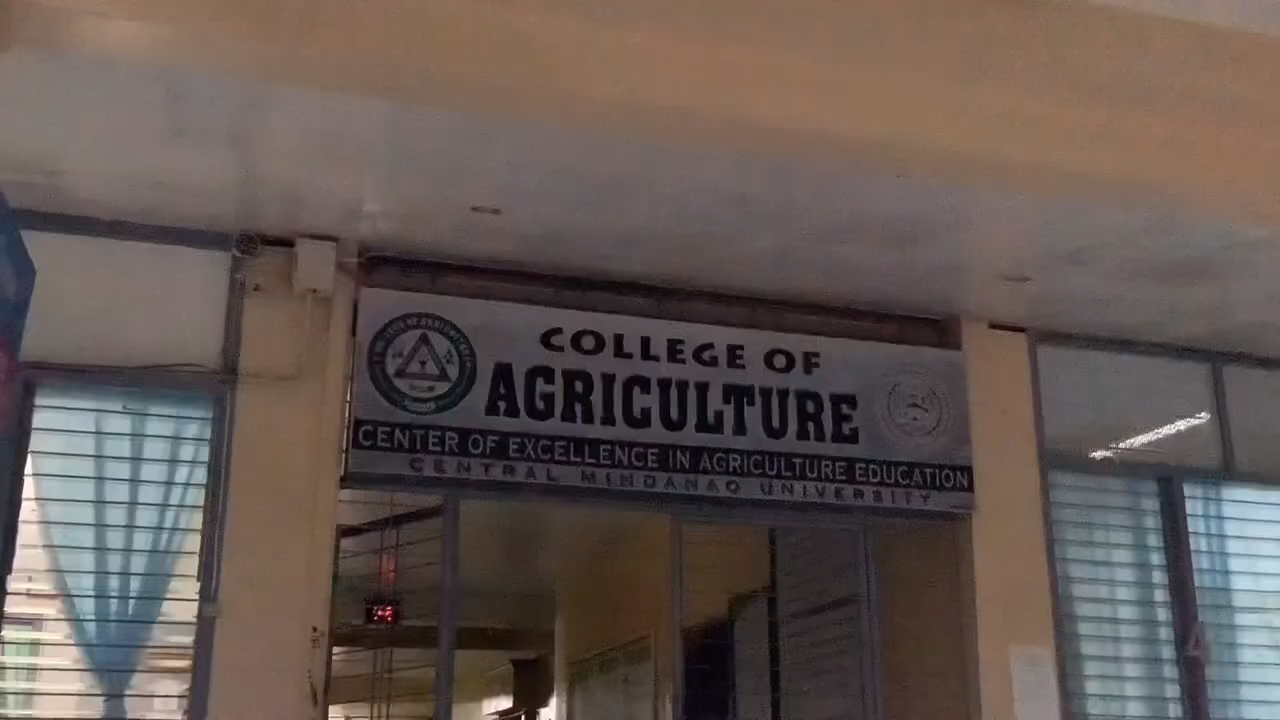 COLLEGE OF
AGRICULTURE
CENTER OF EXCELLENCE IN AGRICULTURE EDUCATION
CENTRAL MINDANAO UNIVERSITY